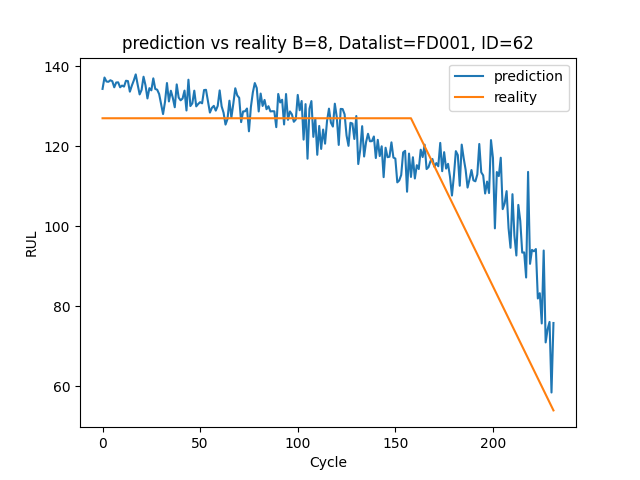 prediction vs reality B=8, Datalist=FD001, ID=62
prediction
reality
RUL
140
120
100
80
60
0
50
100
150
200
Cycle